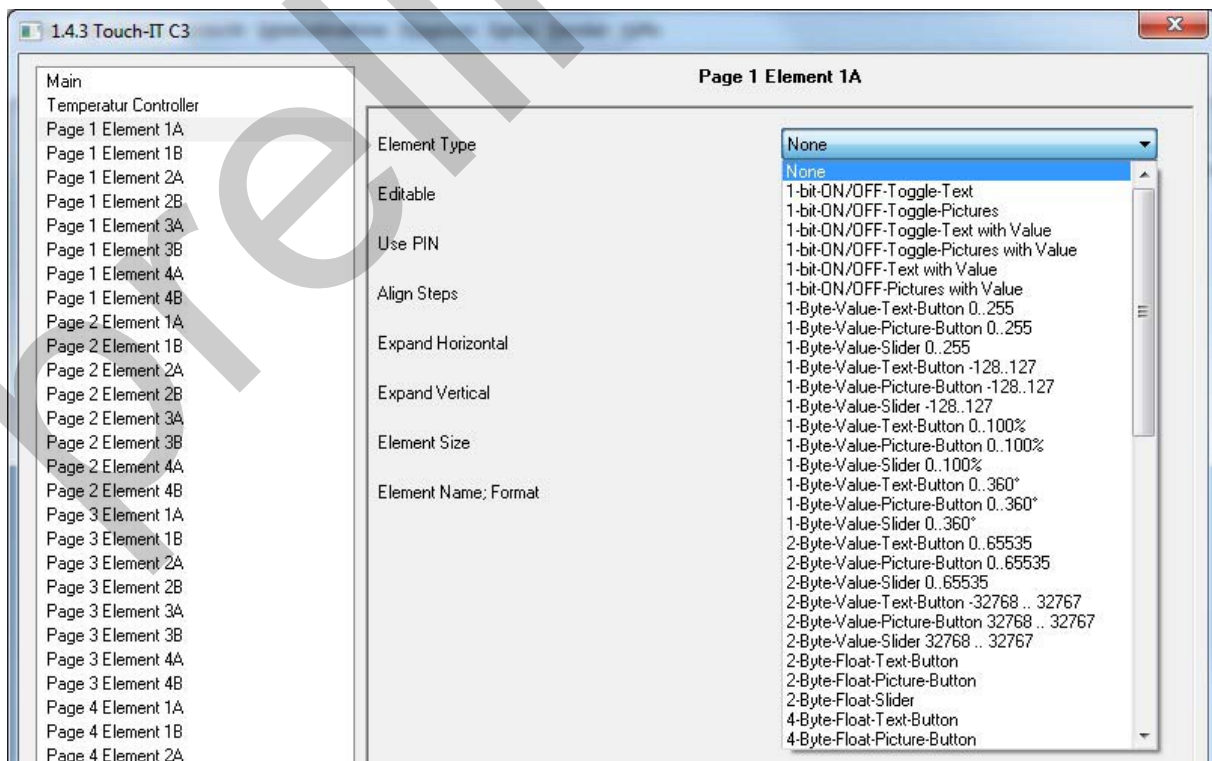 1.4.3 Touch-IT C3
Main
Temperatur Controller
Page 1 Element 1A
Page 1 Element 1B
Page 1 Element 2A
Page 1 Element 2B
Page 1 Element 3A
Page 1 Element 3B
Page 1 Element 4A
Page 1 Element 4B
Page 2 Element 1A
Page 2 Element 1B
Page 2 Element 2A
Page 2 Element 2B
Page 2 Element 3A
Page 2 Element 3B
Page 2 Element 4A
Page 2 Element 4B
Page 3 Element 1A
Page 3 Element 1B
Page 3 Element 2A
Page 3 Element 2B
Page 3 Element 3A
Page 3 Element 3B
Page 3 Element 4A
Page 3 Element 4B
Page 4 Element 1A
Page 4 Element 1B
Page 4 Element 2A
Page 1 Element 1A
Element Type
Editable
Use PIN
Align Steps
Expand Horizontal
Expand Vertical
Element Size
Element Name; Format
None
None
1-bit-ON/OFF-Toggle-Text
1-bit-ON/OFF-Toggle-Pictures
1-bit-ON/OFF-Toggle-Text with Value
1-bit-ON/OFF-Toggle-Pictures with Value
1-bit-ON/OFF-Text with Value
1-bit-ON/OFF-Pictures with Value
1-Byte-Value-Text-Button 0..255
1-Byte-Value-Picture-Button 0..255
1-Byte-Value-Slider 0..255
1-Byte-Value-Text-Button -128..127
1-Byte-Value-Picture-Button -128..127
1-Byte-Value-Slider -128..127
1-Byte-Value-Text-Button 0..100%
1-Byte-Value-Picture-Button 0..100%
1-Byte-Value-Slider 0..100%
1-Byte-Value-Text-Button 0..360°
1-Byte-Value-Picture-Button 0..360°
1-Byte-Value-Slider 0..360°
2-Byte-Value-Text-Button 0..65535
2-Byte-Value-Picture-Button 0..65535
2-Byte-Value-Slider 0..65535
2-Byte-Value-Text-Button -32768 .. 32767
2-Byte-Value-Picture-Button 32768 .. 32767
2-Byte-Value-Slider 32768 .. 32767
2-Byte-Float-Text-Button
2-Byte-Float-Picture-Button
2-Byte-Float-Slider
4-Byte-Float-Text-Button
4-Byte-Float-Picture-Button